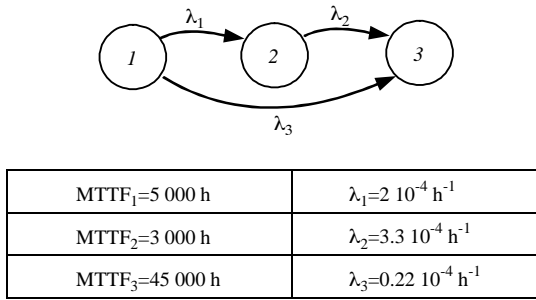 λ₁ λ₂
1 2 3
λ₃
MTTF₁=5 000 h λ₁=2 10⁻⁴ h⁻¹
MTTF₂=3 000 h λ₂=3.3 10⁻⁴ h⁻¹
MTTF₃=45 000 h λ₃=0.22 10⁻⁴ h⁻¹